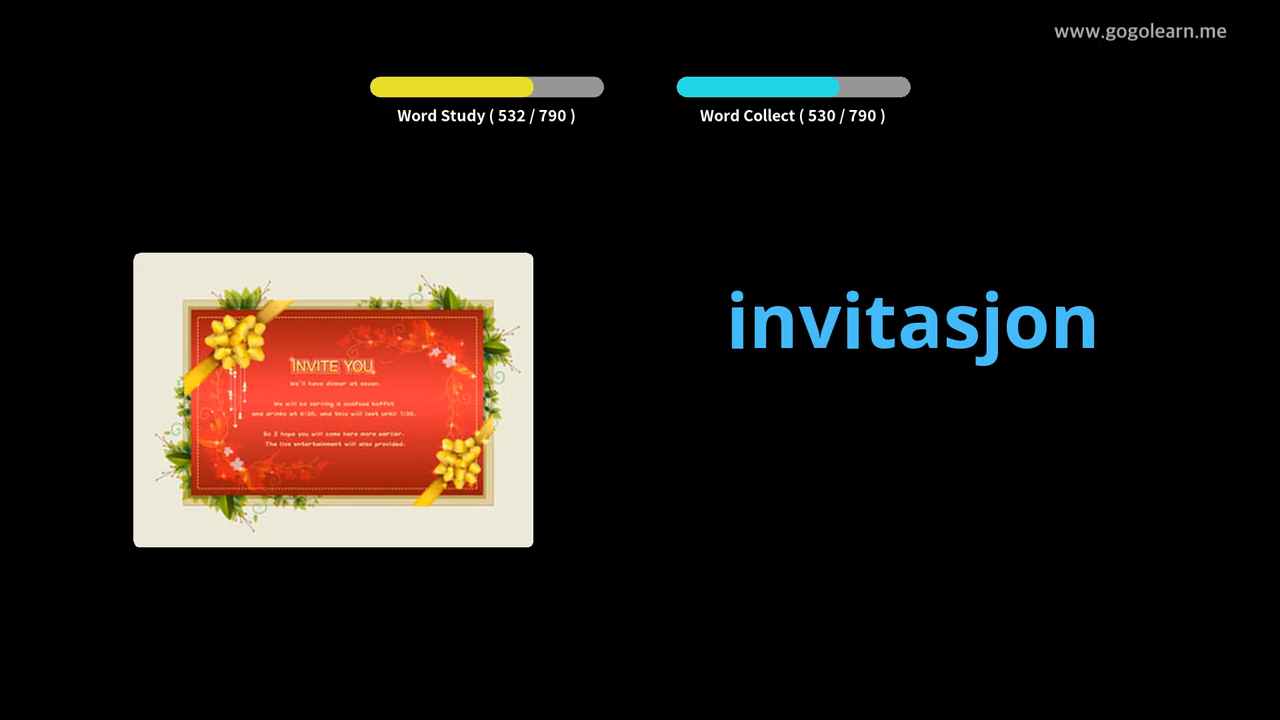 www.gogolearn.me
Word Study ( 532 / 790 )
Word Collect ( 530 / 790 )
invitasjon
INVITE YOU
We'll have dinner at seven.
We will be serving a seafood buffet
and drinks at 6:30, and this will last until 7:30.
So I hope you will come here more earlier.
The live entertainment will also provided.